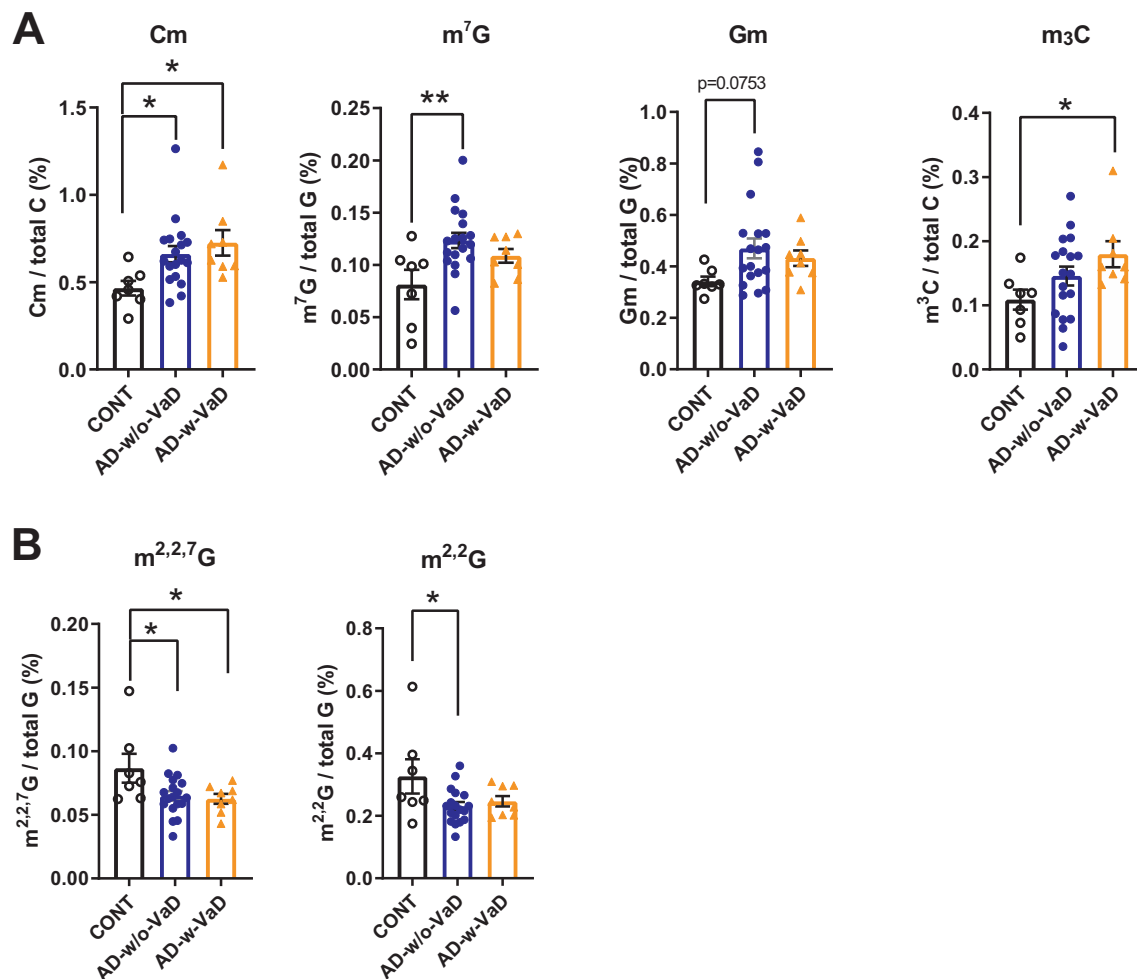 A
Cm
m⁷G
Gm
m₃C
*
*
**
p=0.0753
*
Cm / total C (%)
1.5
1.0
0.5
0.0
CONT
AD-w/o-VaD
AD-w-VaD
m⁷G / total G (%)
0.25
0.20
0.15
0.10
0.05
0.00
CONT
AD-w/o-VaD
AD-w-VaD
Gm / total G (%)
1.0
0.8
0.6
0.4
0.2
0.0
CONT
AD-w/o-VaD
AD-w-VaD
m³C / total C (%)
0.4
0.3
0.2
0.1
0.0
CONT
AD-w/o-VaD
AD-w-VaD
B
m²,²,⁷G
m²,²G
*
*
*
m²,²,⁷G / total G (%)
0.20
0.15
0.10
0.05
0.00
CONT
AD-w/o-VaD
AD-w-VaD
m²,²G / total G (%)
0.8
0.6
0.4
0.2
0.0
CONT
AD-w/o-VaD
AD-w-VaD